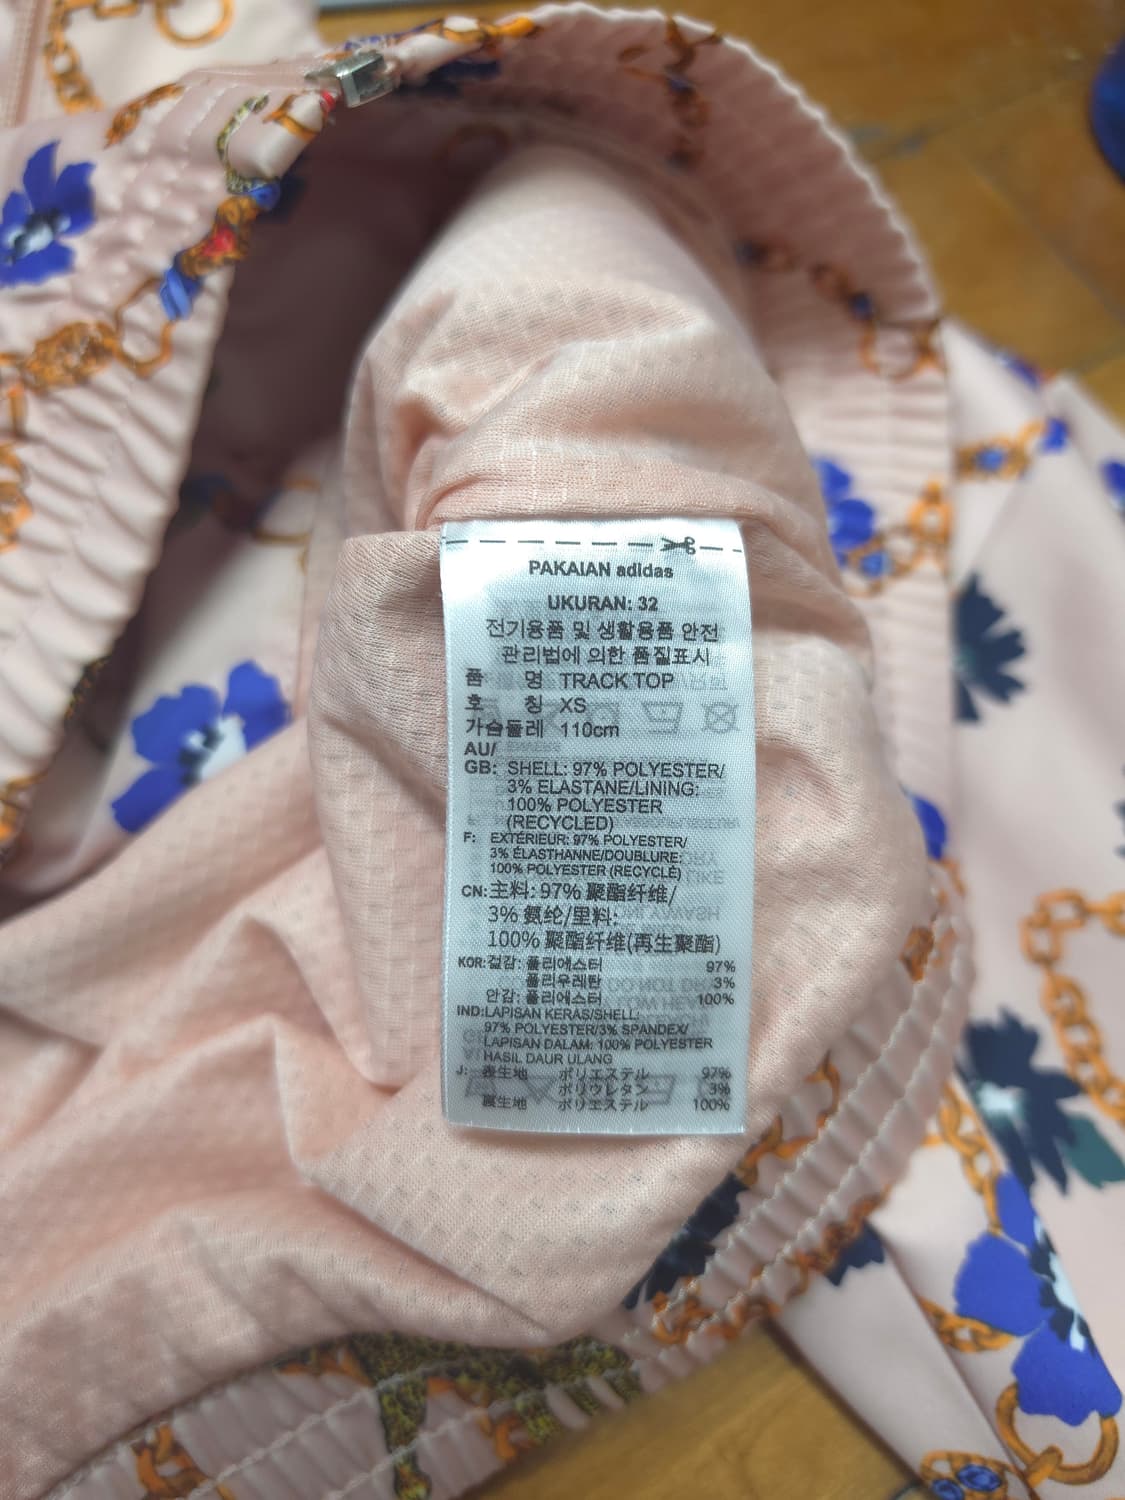 PAKAIAN adidas
UKURAN: 32
전기용품 및 생활용품 안전
관리법에 의한 품질표시
품 명 TRACK TOP
호 칭 XS
가슴둘레 110cm
AU/
GB: SHELL: 97% POLYESTER/
3% ELASTANE/LINING:
100% POLYESTER
(RECYCLED)
F: EXTÉRIEUR: 97% POLYESTER/
3% ÉLASTHANNE/DOUBLURE:
100% POLYESTER (RECYCLÉ)
CN: 主料: 97% 聚酯纤维/
3% 氨纶/里料:
100% 聚酯纤维(再生聚酯)
KOR: 겉감: 폴리에스터 97%
폴리우레탄 3%
안감: 폴리에스터 100%
IND: LAPISAN KERAS/SHELL:
97% POLYESTER/3% SPANDEX/
LAPISAN DALAM: 100% POLYESTER
HASIL DAUR ULANG
J: 表生地 ポリエステル 97%
ポリウレタン 3%
裏生地 ポリエステル 100%